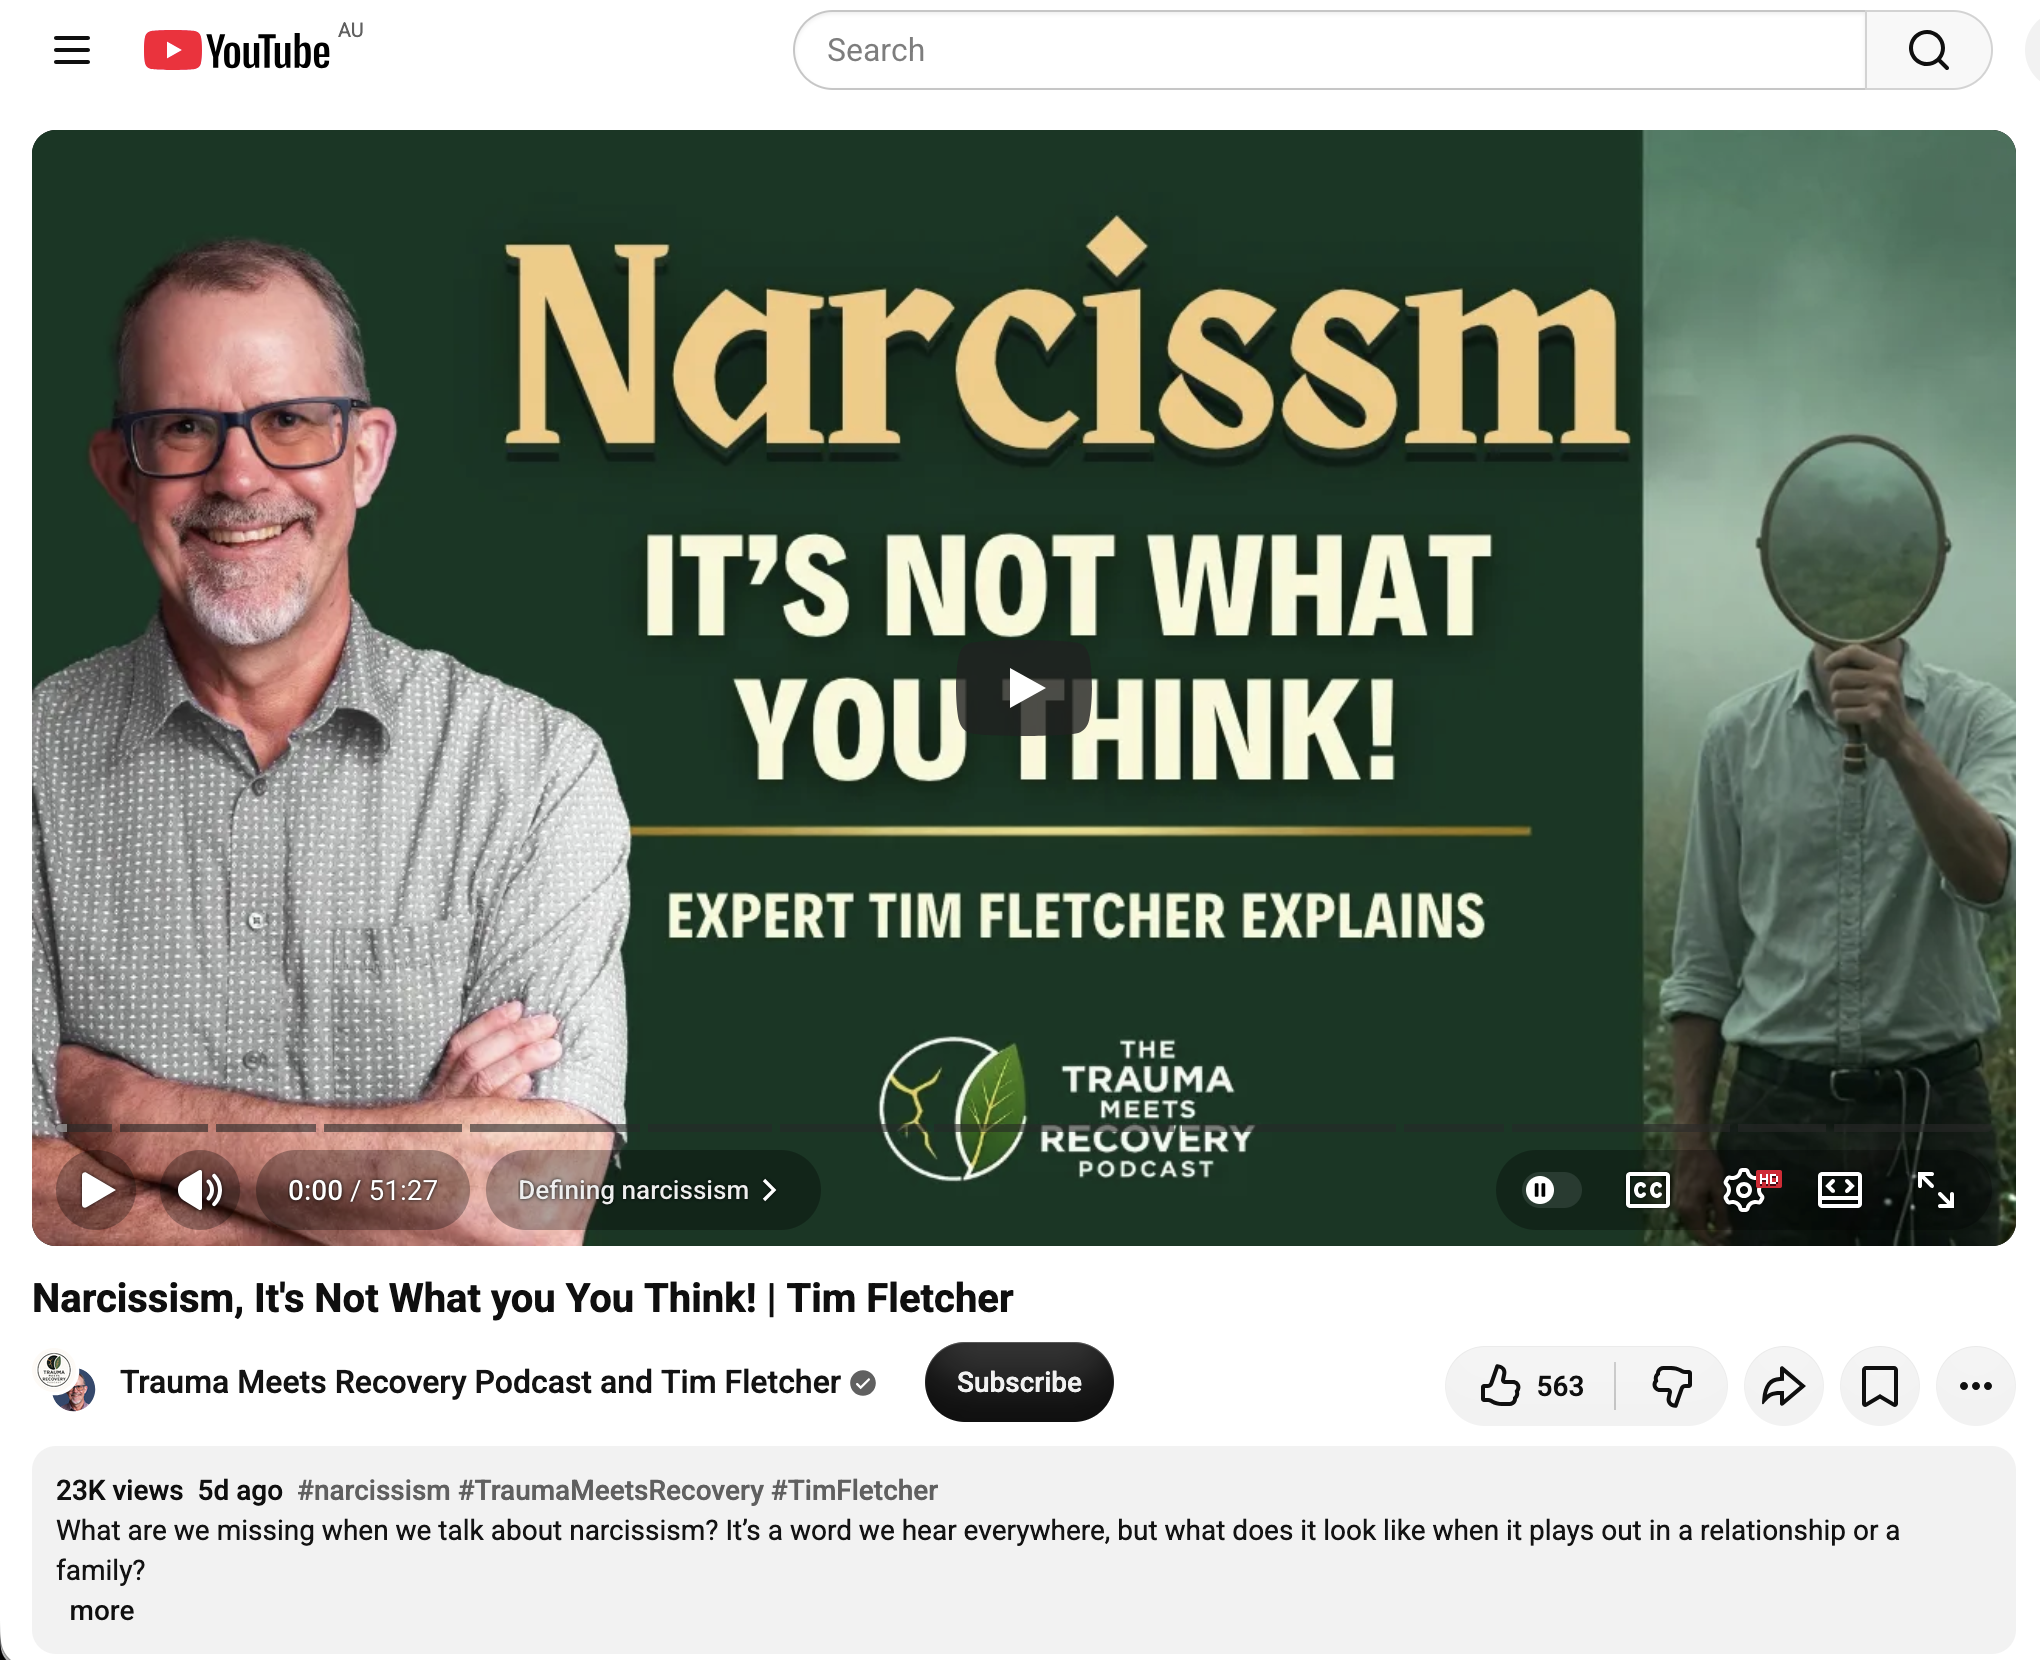 YouTube AU
Search
Narcissm
IT’S NOT WHAT
YOU THINK!
EXPERT TIM FLETCHER EXPLAINS
THE
TRAUMA
MEETS
RECOVERY
PODCAST
0:00 / 51:27
Defining narcissism
CC
HD
Narcissism, It's Not What you You Think! | Tim Fletcher
Trauma Meets Recovery Podcast and Tim Fletcher
Subscribe
563
23K views 5d ago #narcissism #TraumaMeetsRecovery #TimFletcher
What are we missing when we talk about narcissism? It’s a word we hear everywhere, but what does it look like when it plays out in a relationship or a
family?
more